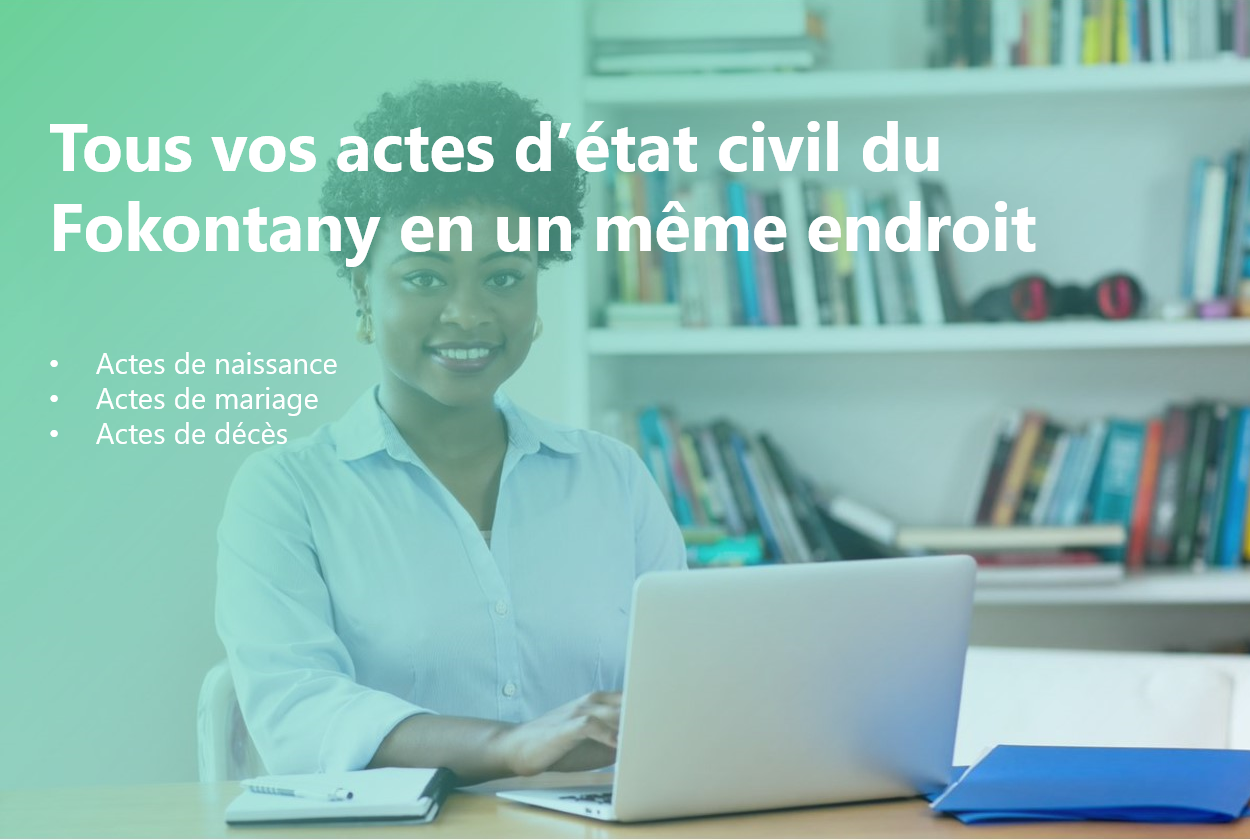 Tous vos actes d’état civil du
Fokontany en un même endroit
• Actes de naissance
• Actes de mariage
• Actes de décès